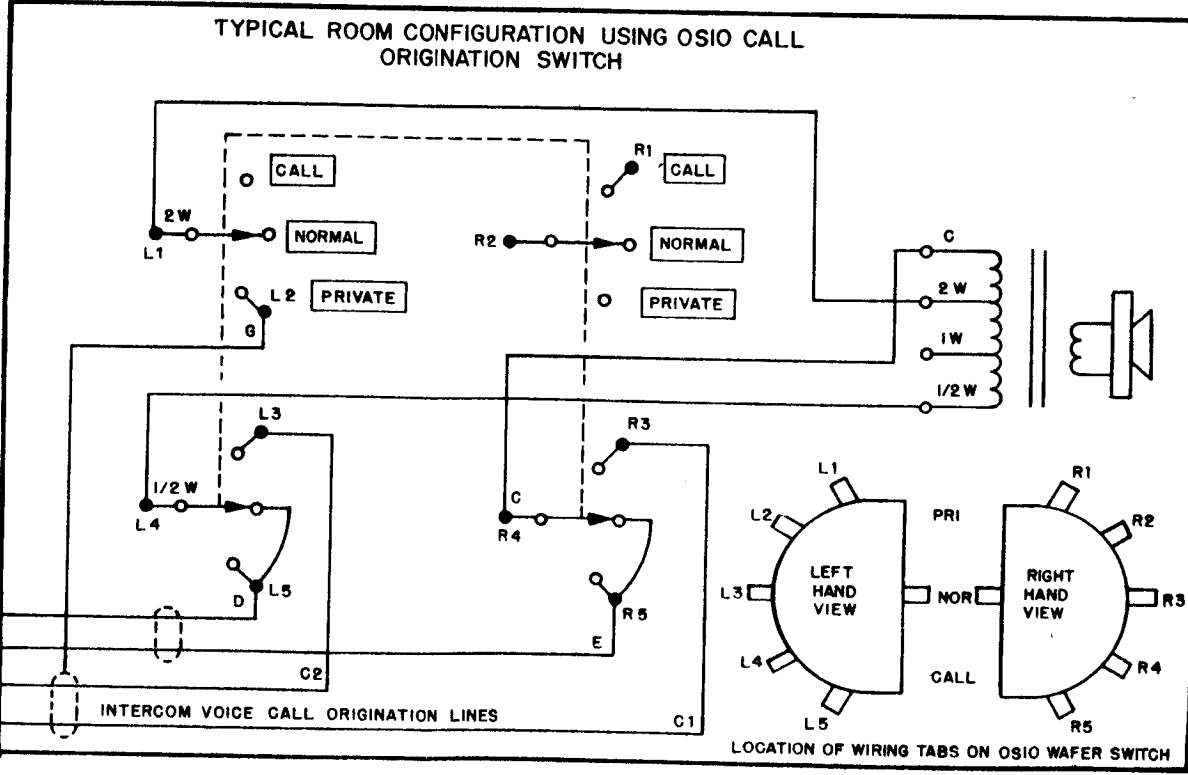 TYPICAL ROOM CONFIGURATION USING OSIO CALL
ORIGINATION SWITCH
R1
CALL
CALL
2 W
NORMAL
L1
R2
NORMAL
C
L 2
PRIVATE
PRIVATE
2 W
G
1W
1/2 W
L3
R3
1/2 W
L4
C
R4
L5
D
R5
E
C2
C1
INTERCOM VOICE CALL ORIGINATION LINES
L1
R1
L2
PRI
R2
LEFT
HAND
VIEW
RIGHT
HAND
VIEW
L3
NOR
R3
L4
CALL
R4
L5
R5
LOCATION OF WIRING TABS ON OSIO WAFER SWITCH